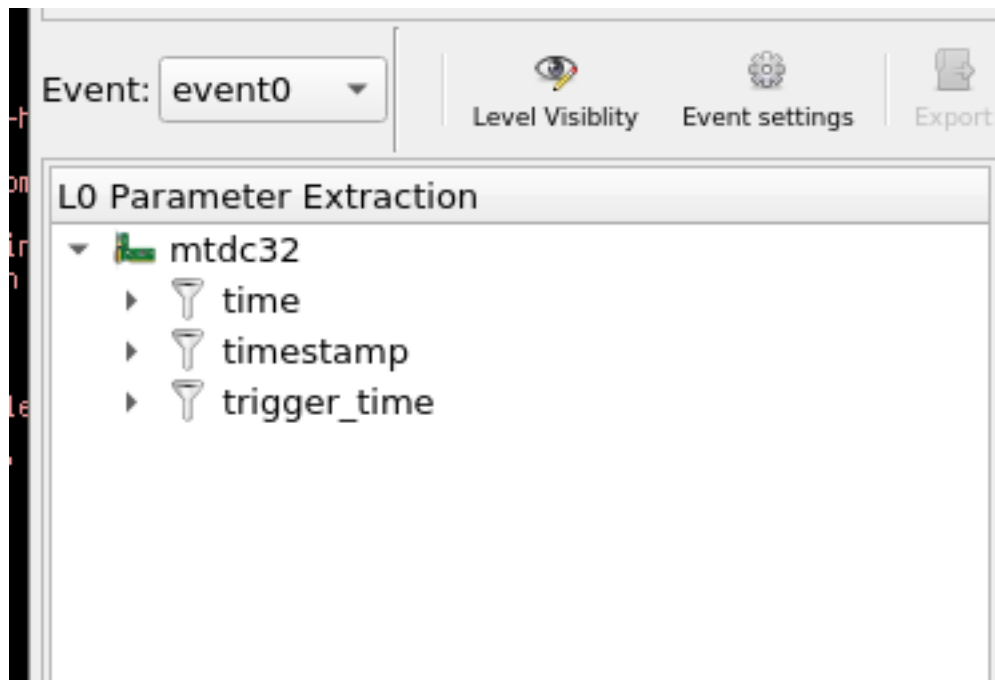 Event: event0
Level Visiblity
Event settings
Export
L0 Parameter Extraction
mtdc32
time
timestamp
trigger_time